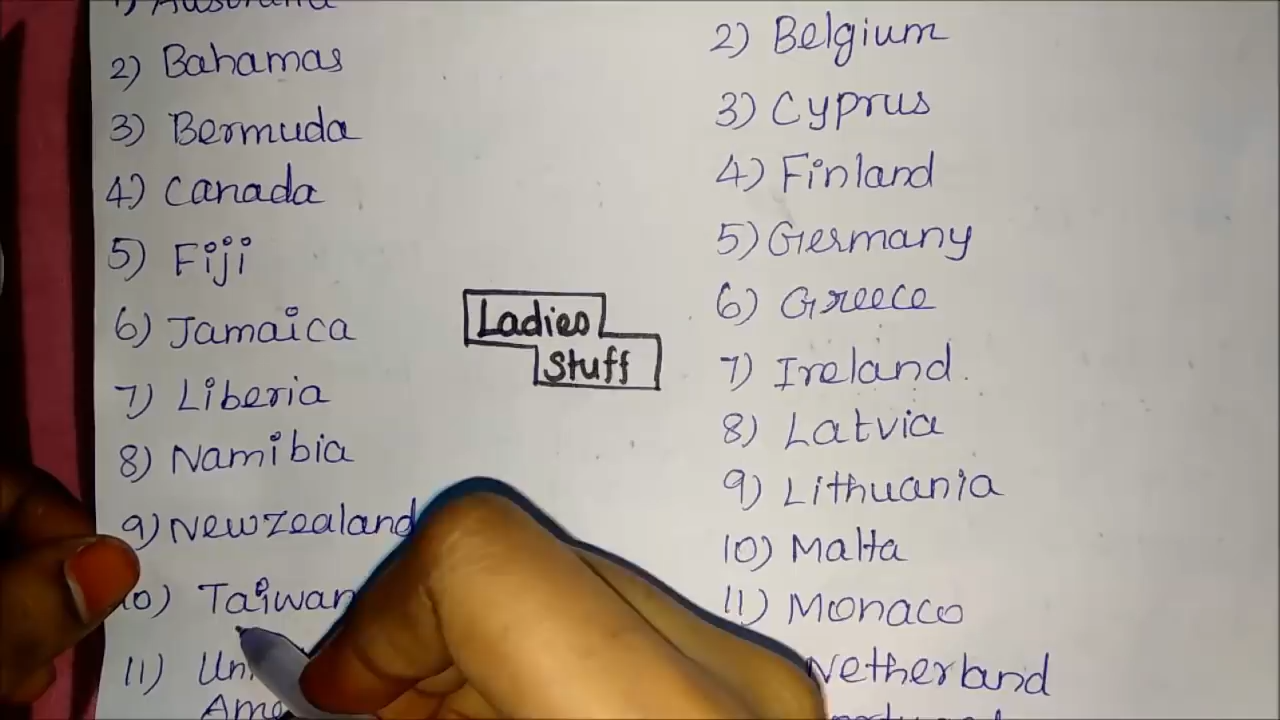 2) Bahamas
3) Bermuda
4) Canada
5) Fiji
6) Jamaica
7) Liberia
8) Namibia
9) Newzealand
10) Taiwan
11)
Ladies
Stuff
2) Belgium
3) Cyprus
4) Finland
5) Germany
6) Greece
7) Ireland
8) Latvia
9) Lithuania
10) Malta
11) Monaco
Netherland